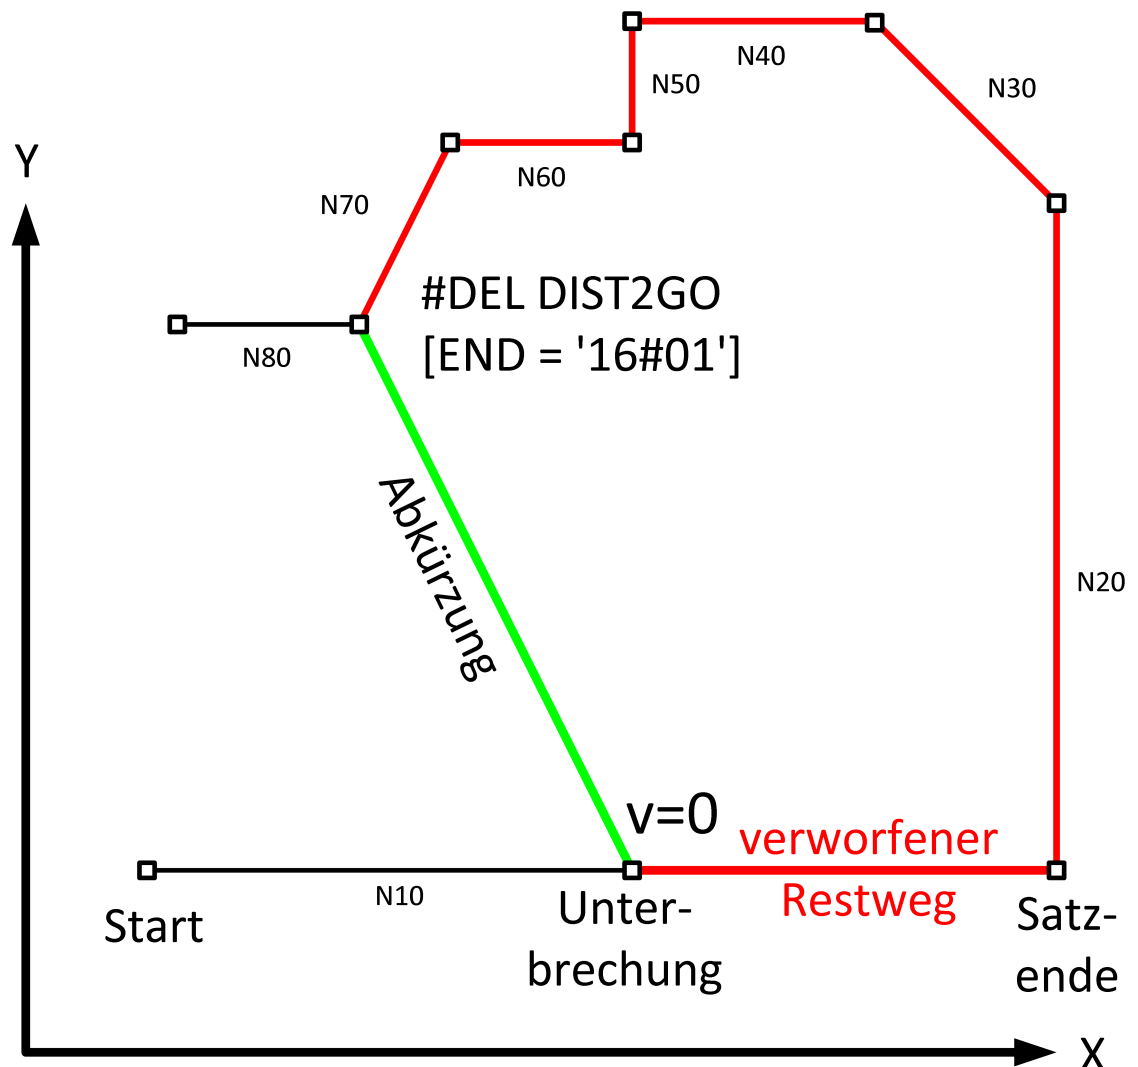 N40
N50
N30
Y
N60
N70
#DEL DIST2GO
[END = '16#01']
N80
Abkürzung
N20
v=0
verworfener
Restweg
N10
Start
Unter-
brechung
Satz-
ende
X